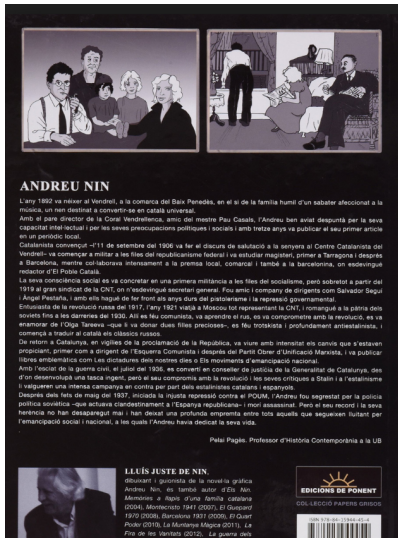 ANDREU NIN
L'any 1892 va néixer al Vendrell, a la comarca del Baix Penedès, en el si de la família humil d'un sabater afeccionat a la
música, un nen destinat a convertir-se en català universal.
Amb el pare director de la Coral Vendrellenca, amic del mestre Pau Casals, l'Andreu ben aviat despuntà per la seva
capacitat intel·lectual i per les seves preocupacions polítiques i socials i amb tretze anys va publicar el seu primer article
en un periòdic local.
Catalanista convençut –l'11 de setembre del 1906 va fer el discurs de salutació a la senyera al Centre Catalanista del
Vendrell– va començar a militar a les files del republicanisme federal i va estudiar magisteri, primer a Tarragona i després
a Barcelona, mentre col·laborava intensament a la premsa local, comarcal i també a la barcelonina, on esdevingué
redactor d'El Poble Català.
La seva consciència social es va concretar en una primera militància a les files del socialisme, però sobretot a partir del
1919 al gran sindicat de la CNT, on n'esdevingué secretari general. Fou amic i company de dirigents com Salvador Seguí
i Àngel Pestaña, i amb ells hagué de fer front als anys durs del pistolerisme i la repressió governamental.
Entusiasta de la revolució russa del 1917, l'any 1921 viatjà a Moscou tot representant la CNT, i romangué a la pàtria dels
soviets fins a les darreries del 1930. Allí es féu comunista, va aprendre el rus, es va comprometre amb la revolució, es va
enamorar de l'Olga Tareeva –que li va donar dues filles precioses–, es féu trotskista i profundament antiestalinista, i
començà a traduir al català els clàssics russos.
De retorn a Catalunya, en vigílies de la proclamació de la República, va viure amb intensitat els canvis que s'estaven
propiciant, primer com a dirigent de l'Esquerra Comunista i després del Partit Obrer d'Unificació Marxista, i va publicar
llibres emblemàtics com Les dictadures dels nostres dies o Els moviments d'emancipació nacional.
Amb l'esclat de la guerra civil, el juliol del 1936, es convertí en conseller de justícia de la Generalitat de Catalunya, des
d'on desenvolupà una tasca ingent, però el seu compromís amb la revolució i les seves crítiques a Stalin i a l'estalinisme
li valgueren una intensa campanya en contra per part dels estalinistes catalans i espanyols.
Després dels fets de maig del 1937, iniciada la injusta repressió contra el POUM, l'Andreu fou segrestat per la policia
política soviètica –que actuava clandestinament a l'Espanya republicana– i morí assassinat. Però el seu record i la seva
herència no han desaparegut mai i han deixat una profunda empremta entre tots aquells que segueixen lluitant per
l'emancipació social i nacional, a les quals l'Andreu havia dedicat la seva vida.
Pelai Pagès. Professor d'Història Contemporània a la UB
LLUÍS JUSTE DE NIN,
dibuixant i guionista de la novel·la gràfica
Andreu Nin, és també autor d'Els Nin.
Memòries a llapis d'una família catalana
(2004), Montecristo 1941 (2007), El Guepard
1970 (2008), Barcelona 1931 (2009), El Quart
Poder (2010), La Muntanya Màgica (2011), La
Fira de les Vanitats (2012), La guerra dels
EDICIONS DE PONENT
COL·LECCIÓ PAPERS GRISOS